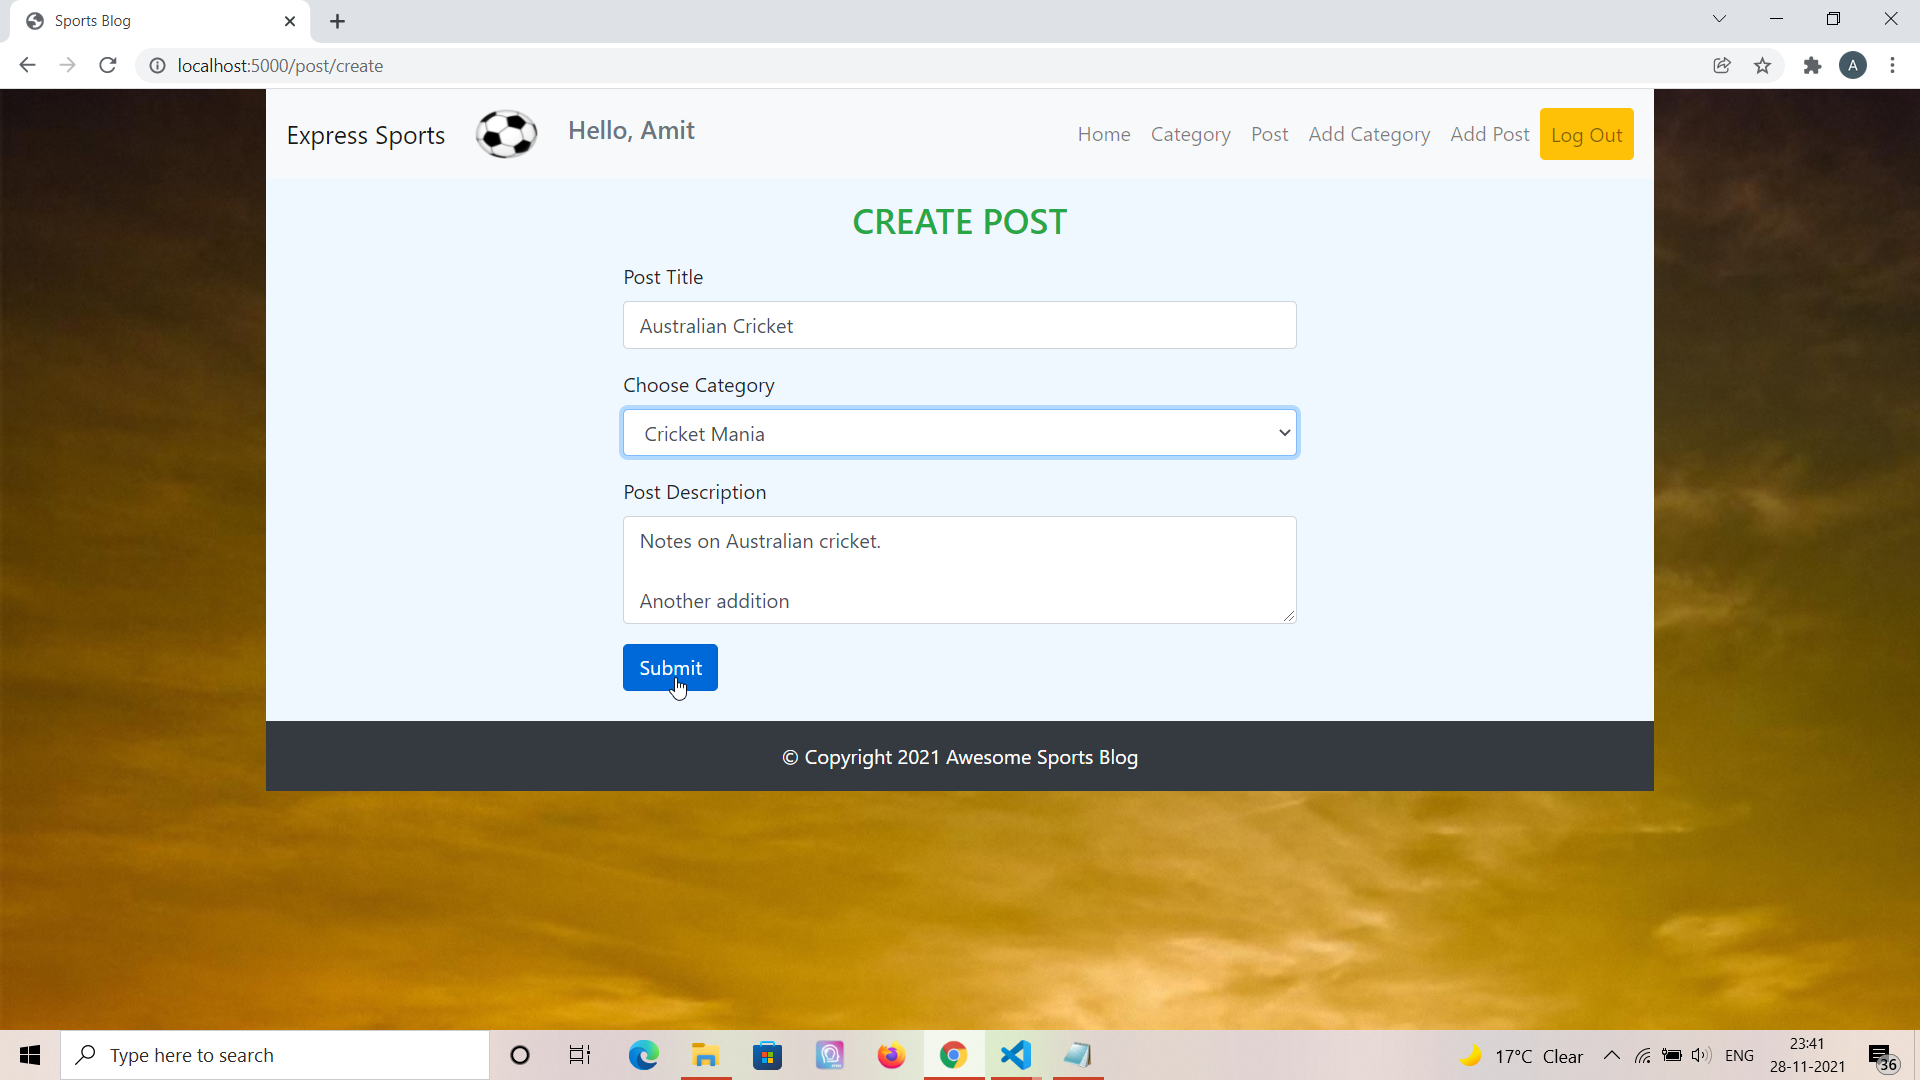 Sports Blog
localhost:5000/post/create
A
Express Sports
Hello, Amit
Home Category Post Add Category Add Post Log Out
CREATE POST
Post Title
Australian Cricket
Choose Category
Cricket Mania
Post Description
Notes on Australian cricket.
Another addition
Submit
© Copyright 2021 Awesome Sports Blog
Type here to search
17°C Clear
ENG
23:41
28-11-2021
36